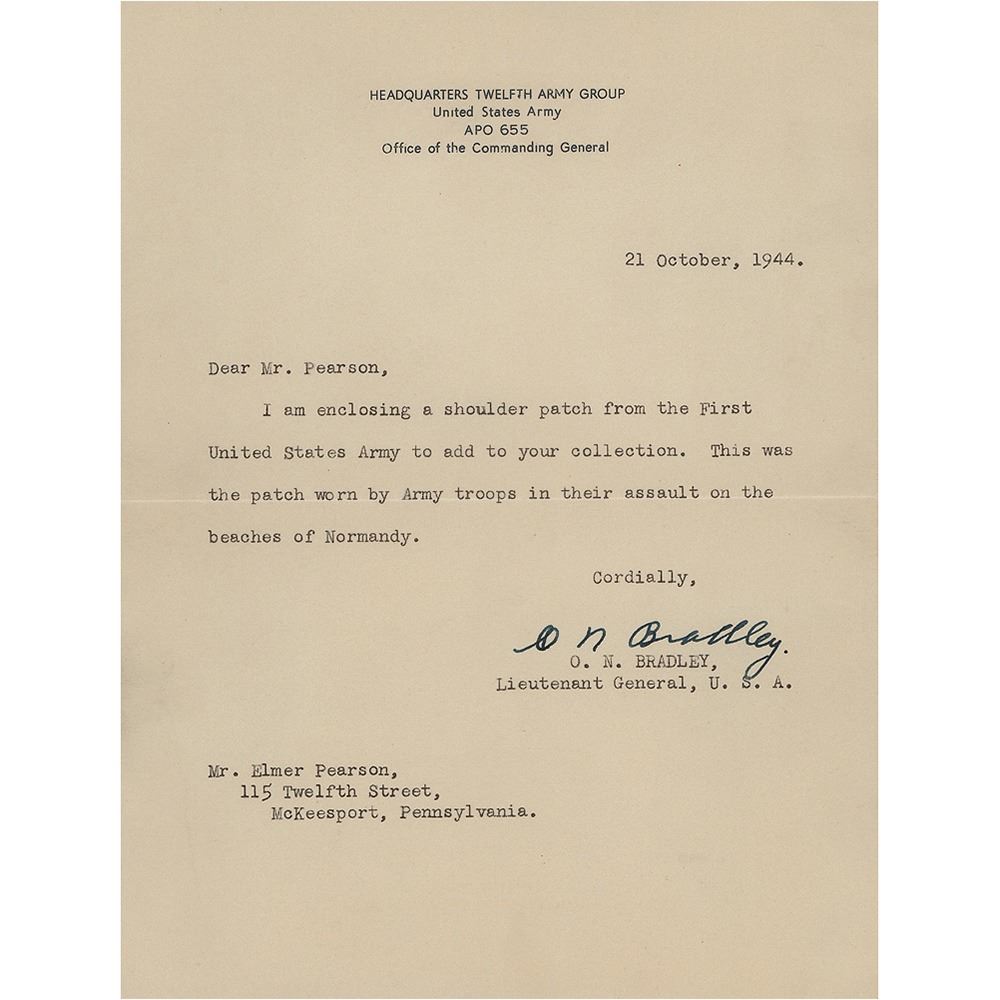 HEADQUARTERS TWELFTH ARMY GROUP
United States Army
APO 655
Office of the Commanding General
21 October, 1944.
Dear Mr. Pearson,
I am enclosing a shoulder patch from the First
United States Army to add to your collection. This was
the patch worn by Army troops in their assault on the
beaches of Normandy.
Cordially,
O N Bradley.
O. N. BRADLEY,
Lieutenant General, U. S. A.
Mr. Elmer Pearson,
115 Twelfth Street,
McKeesport, Pennsylvania.